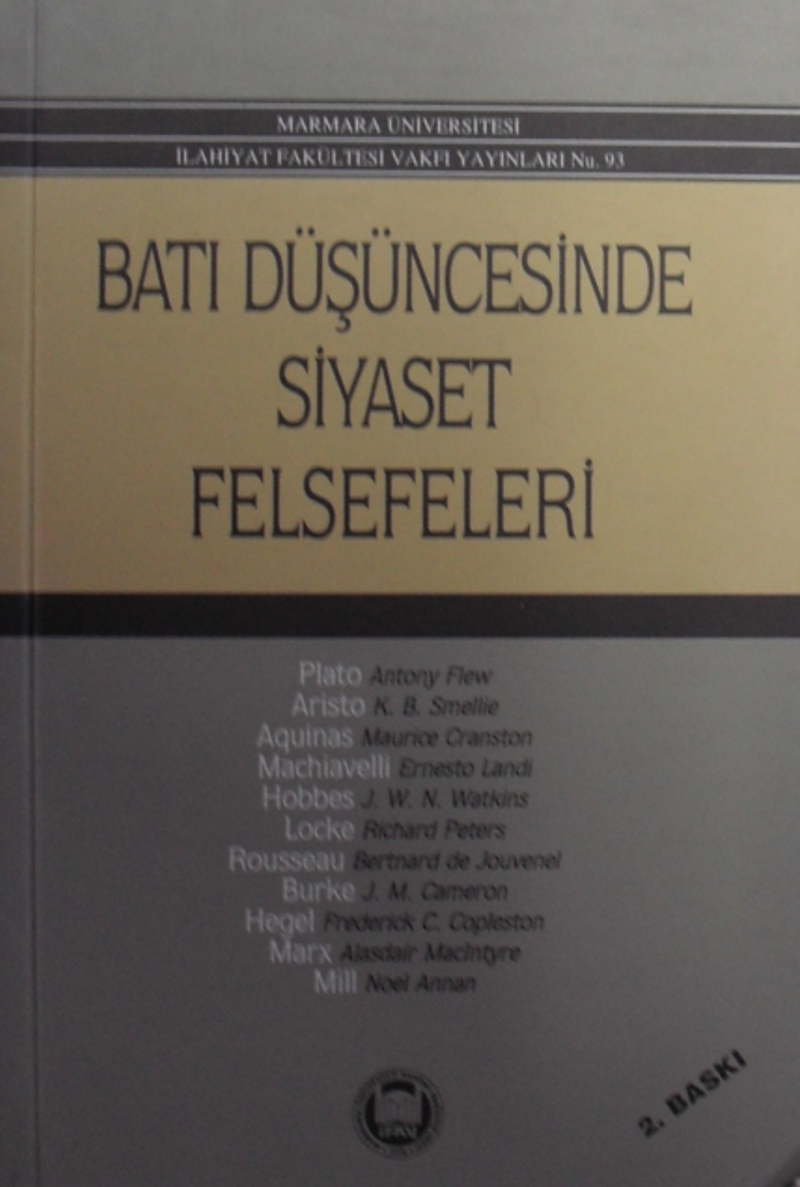 MARMARA ÜNİVERSİTESİ
İLAHİYAT FAKÜLTESİ VAKFI YAYINLARI Nu. 93
BATI DÜŞÜNCESİNDE
SİYASET
FELSEFELERİ
Plato Antony Flew
Aristo K. B. Smellie
Aquinas Maurice Cranston
Machiavelli Ernesto Landi
Hobbes J. W. N. Watkins
Locke Richard Peters
Rousseau Bertnard de Jouvenel
Burke J. M. Cameron
Hegel Frederick C. Copleston
Marx Alasdair MacIntyre
Mill Noel Annan
2. BASKI